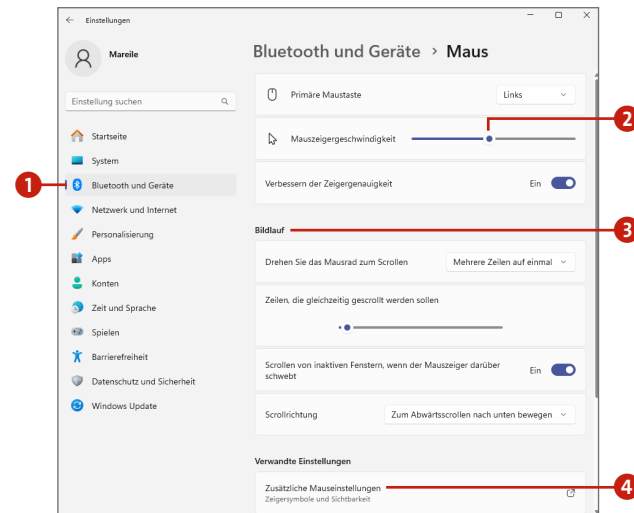 Einstellungen
Mareile
Einstellung suchen
Startseite
System
Bluetooth und Geräte
Netzwerk und Internet
Personalisierung
Apps
Konten
Zeit und Sprache
Spielen
Barrierefreiheit
Datenschutz und Sicherheit
Windows Update
1
Bluetooth und Geräte > Maus
Primäre Maustaste Links
2
Mauszeigergeschwindigkeit
Verbessern der Zeigergenauigkeit Ein
Bildlauf
3
Drehen Sie das Mausrad zum Scrollen Mehrere Zeilen auf einmal
Zeilen, die gleichzeitig gescrollt werden sollen
Scrollen von inaktiven Fenstern, wenn der Mauszeiger darüber
schwebt Ein
Scrollrichtung Zum Abwärtsscrollen nach unten bewegen
Verwandte Einstellungen
Zusätzliche Mauseinstellungen
4
Zeigersymbole und Sichtbarkeit